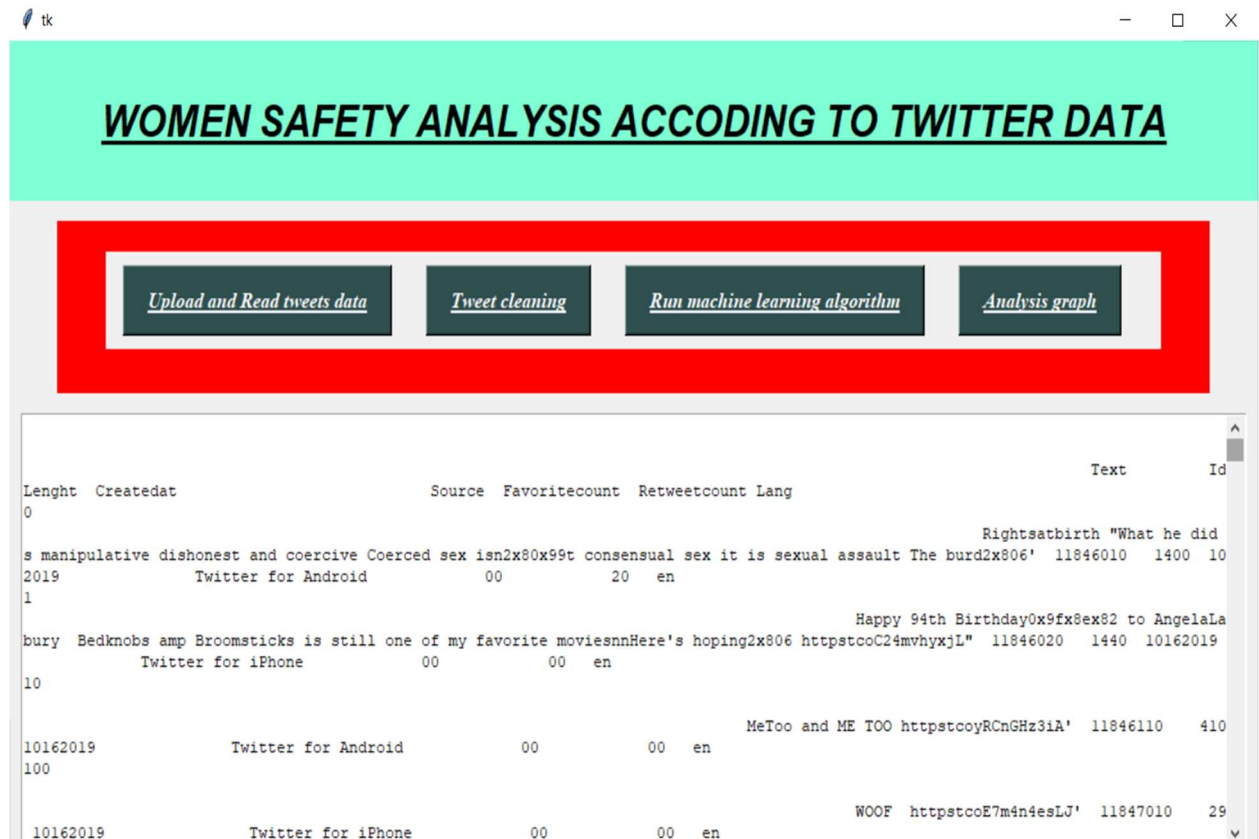 tk
WOMEN SAFETY ANALYSIS ACCODING TO TWITTER DATA
Upload and Read tweets data
Tweet cleaning
Run machine learning algorithm
Analysis graph
Text Id
Lenght Createdat Source Favoritecount Retweetcount Lang
0
Rightsatbirth "What he did
s manipulative dishonest and coercive Coerced sex isn2x80x99t consensual sex it is sexual assault The burd2x806' 11846010 1400 10
2019 Twitter for Android 00 20 en
1
Happy 94th Birthday0x9fx8ex82 to AngelaLa
bury Bedknobs amp Broomsticks is still one of my favorite moviesnnHere's hoping2x806 httpstcoC24mvhyxjL" 11846020 1440 10162019
Twitter for iPhone 00 00 en
10
MeToo and ME TOO httpstcoyRCnGHz3iA' 11846110 410
10162019 Twitter for Android 00 00 en
100
WOOF httpstcoE7m4n4esLJ' 11847010 29
10162019 Twitter for iPhone 00 00 en